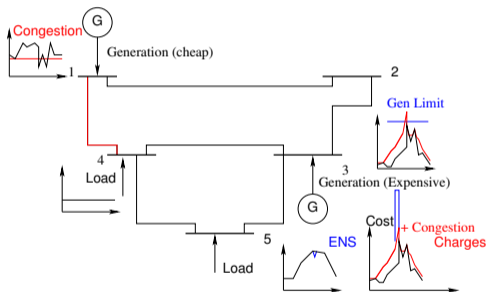 G
Congestion
Generation (cheap)
1
2
Gen Limit
4
3
Load
Generation (Expensive)
G
Cost
+ Congestion
Charges
5
ENS
Load